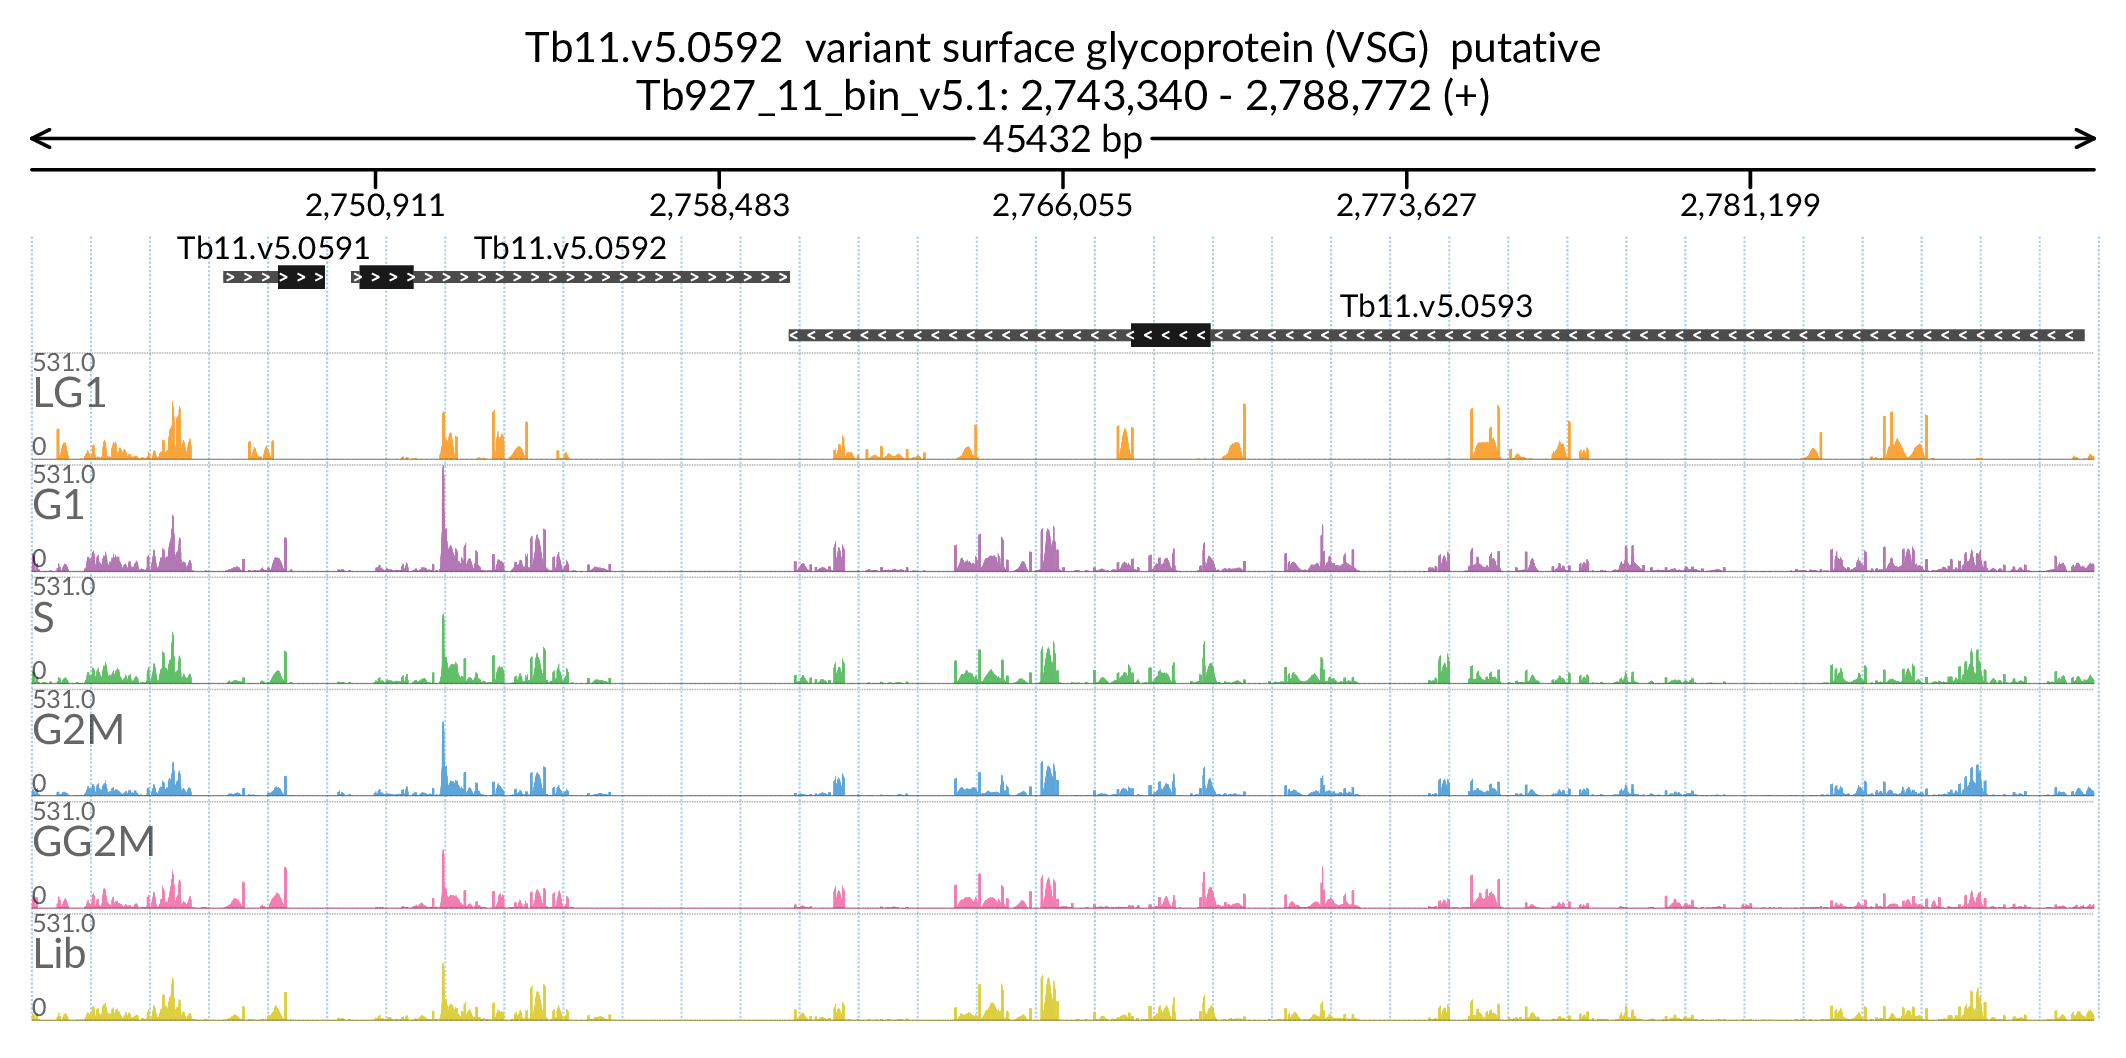 Tb11.v5.0592  variant surface glycoprotein (VSG)  putative
Tb927_11_bin_v5.1: 2,743,340 - 2,788,772 (+)
45432 bp
2,750,911 2,758,483 2,766,055 2,773,627 2,781,199
Tb11.v5.0591 Tb11.v5.0592
Tb11.v5.0593
531.0
LG1
0
531.0
G1
0
531.0
S
0
531.0
G2M
0
531.0
GG2M
0
531.0
Lib
0